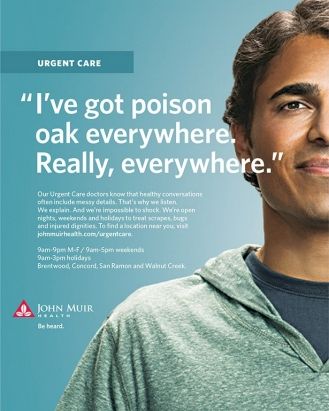 URGENT CARE
“I’ve got poison
oak everywhere.
Really, everywhere.”
Our Urgent Care doctors know that healthy conversations
often include messy details. That’s why we listen.
We explain. And we’re impossible to shock. We’re open
nights, weekends and holidays to treat scrapes, bugs
and injured dignities. To find a location near you, visit
johnmuirhealth.com/urgentcare.
9am-9pm M-F / 9am-5pm weekends
9am-3pm holidays
Brentwood, Concord, San Ramon and Walnut Creek.
JOHN MUIR
HEALTH
Be heard.